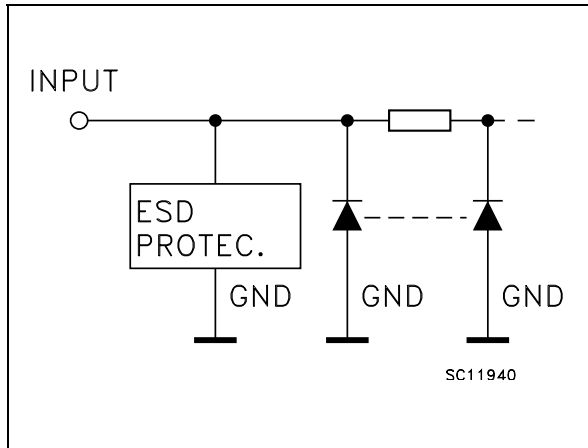 INPUT
ESD
PROTEC.
GND
GND
GND
SC11940